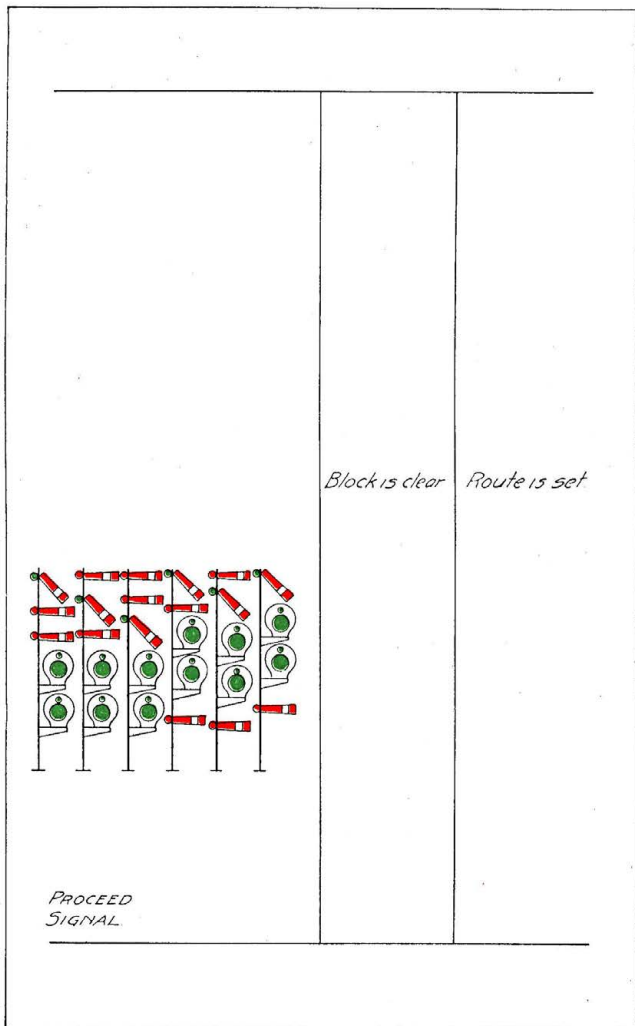 Block is clear
Route is set.
PROCEED
SIGNAL.